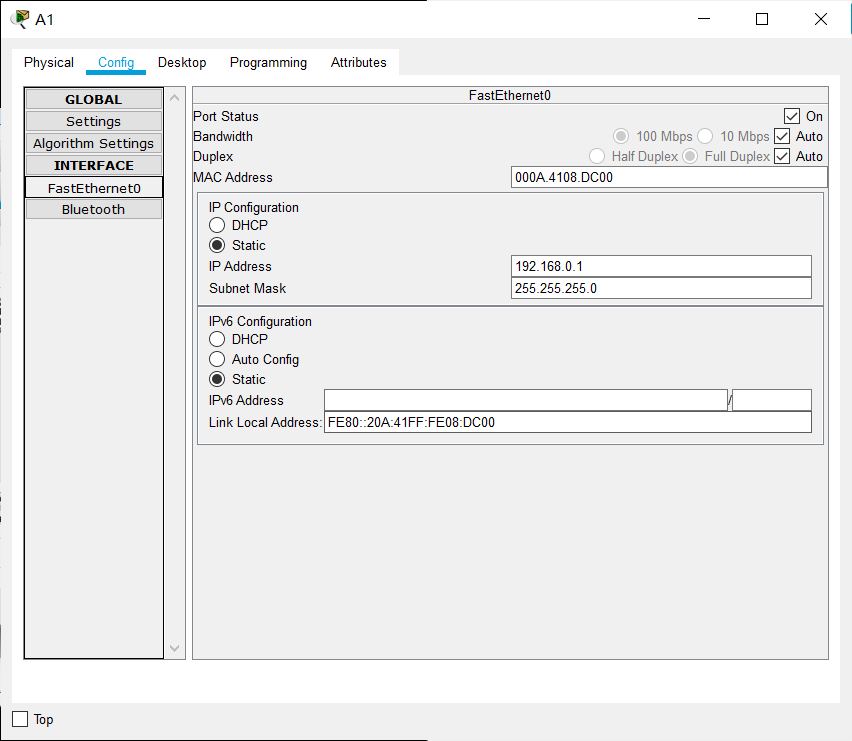 A1
Physical Config Desktop Programming Attributes
GLOBAL
Settings
Algorithm Settings
INTERFACE
FastEthernet0
Bluetooth
FastEthernet0
Port Status On
Bandwidth 100 Mbps 10 Mbps Auto
Duplex Half Duplex Full Duplex Auto
MAC Address 000A.4108.DC00
IP Configuration
DHCP
Static
IP Address 192.168.0.1
Subnet Mask 255.255.255.0
IPv6 Configuration
DHCP
Auto Config
Static
IPv6 Address /
Link Local Address: FE80::20A:41FF:FE08:DC00
Top